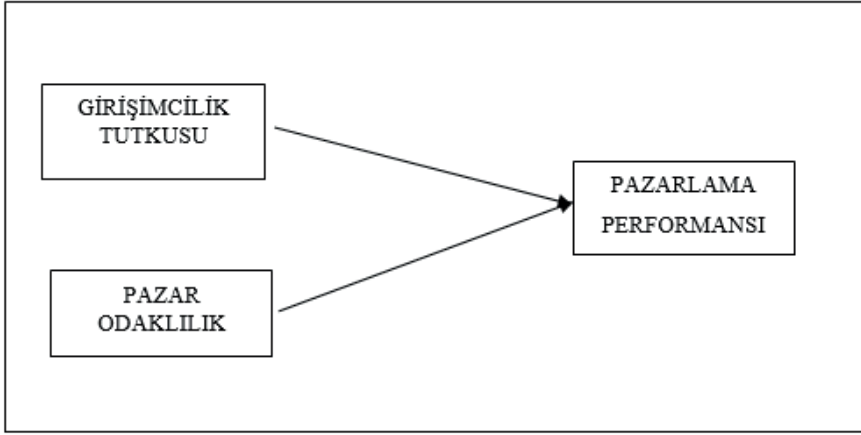 GİRİŞİMCİLİK
TUTKUSU
PAZARLAMA
PERFORMANSI
PAZAR
ODAKLILIK